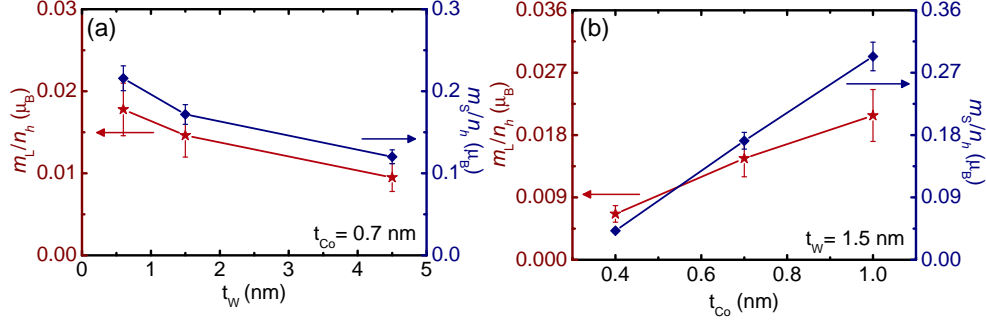 (a)
m_L/n_h (μ_B)
0.03
0.02
0.01
0.00
0 1 2 3 4 5
t_W (nm)
t_Co = 0.7 nm
0.3
0.2
0.1
0.0
m_S/n_h (μ_B)
(b)
m_L/n_h (μ_B)
0.036
0.027
0.018
0.009
0.000
0.4 0.6 0.8 1.0
t_Co (nm)
t_W = 1.5 nm
0.36
0.27
0.18
0.09
0.00
m_S/n_h (μ_B)